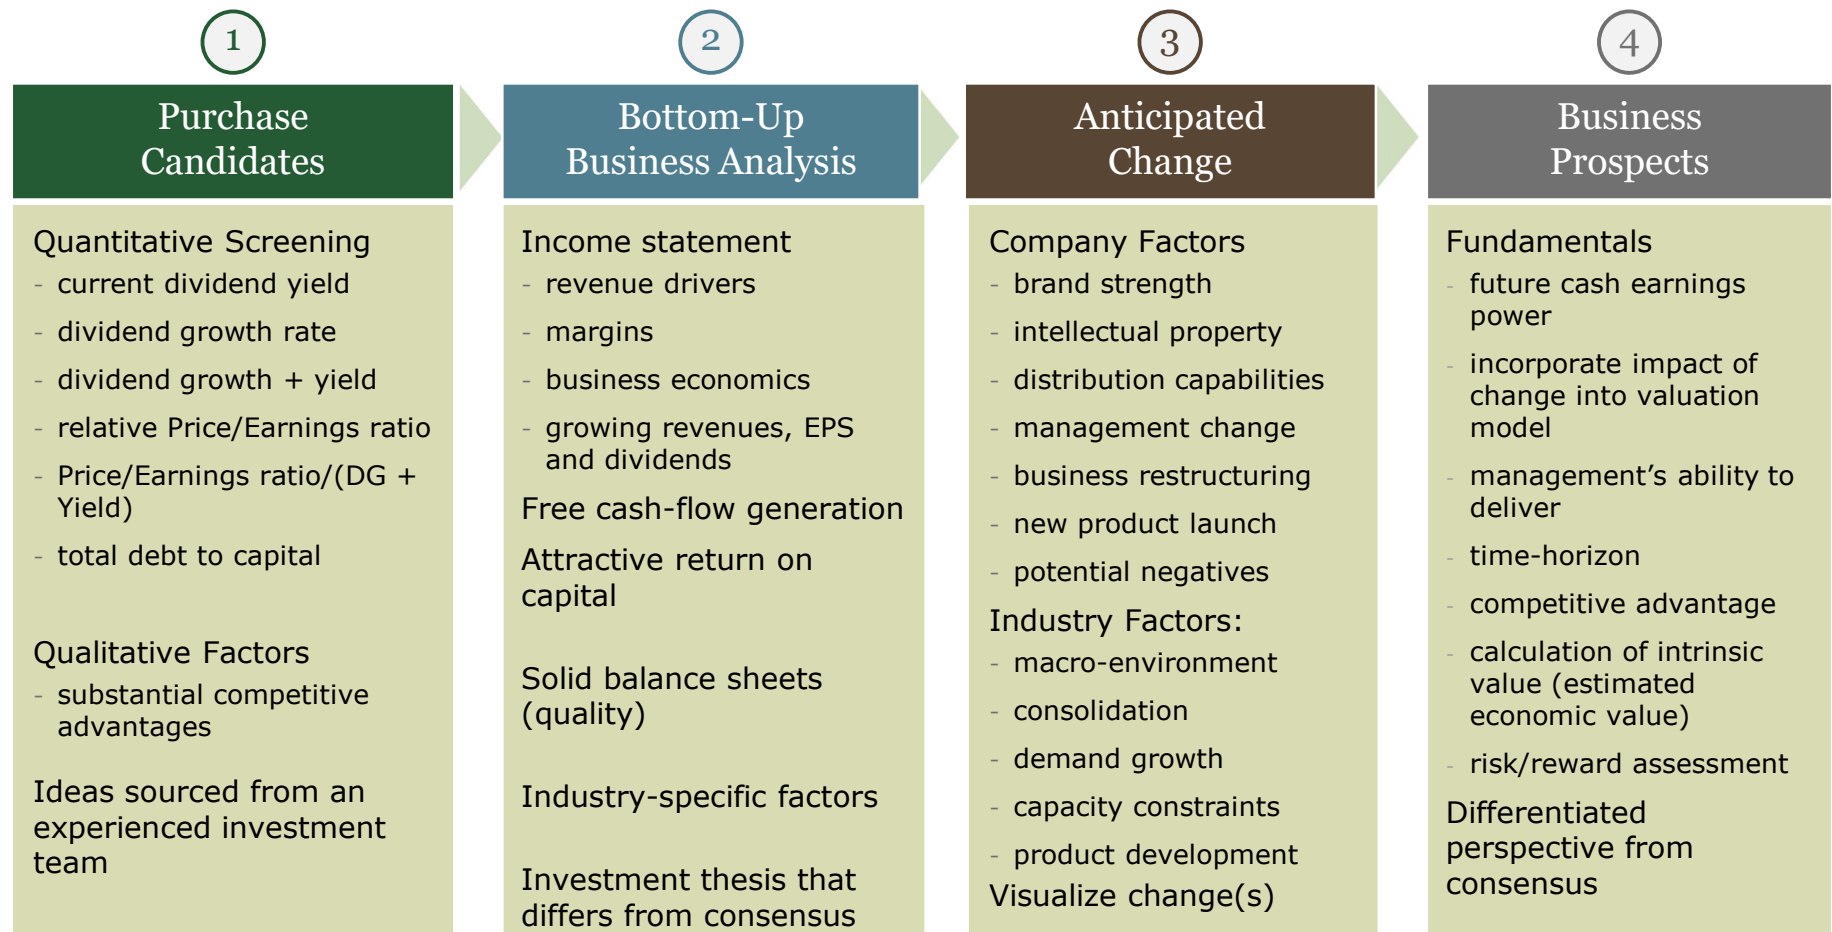 1
Purchase
Candidates
Quantitative Screening
- current dividend yield
- dividend growth rate
- dividend growth + yield
- relative Price/Earnings ratio
- Price/Earnings ratio/(DG +
Yield)
- total debt to capital
Qualitative Factors
- substantial competitive
advantages
Ideas sourced from an
experienced investment
team
2
Bottom-Up
Business Analysis
Income statement
- revenue drivers
- margins
- business economics
- growing revenues, EPS
and dividends
Free cash-flow generation
Attractive return on
capital
Solid balance sheets
(quality)
Industry-specific factors
Investment thesis that
differs from consensus
3
Anticipated
Change
Company Factors
- brand strength
- intellectual property
- distribution capabilities
- management change
- business restructuring
- new product launch
- potential negatives
Industry Factors:
- macro-environment
- consolidation
- demand growth
- capacity constraints
- product development
Visualize change(s)
4
Business
Prospects
Fundamentals
- future cash earnings
power
- incorporate impact of
change into valuation
model
- management’s ability to
deliver
- time-horizon
- competitive advantage
- calculation of intrinsic
value (estimated
economic value)
- risk/reward assessment
Differentiated
perspective from
consensus